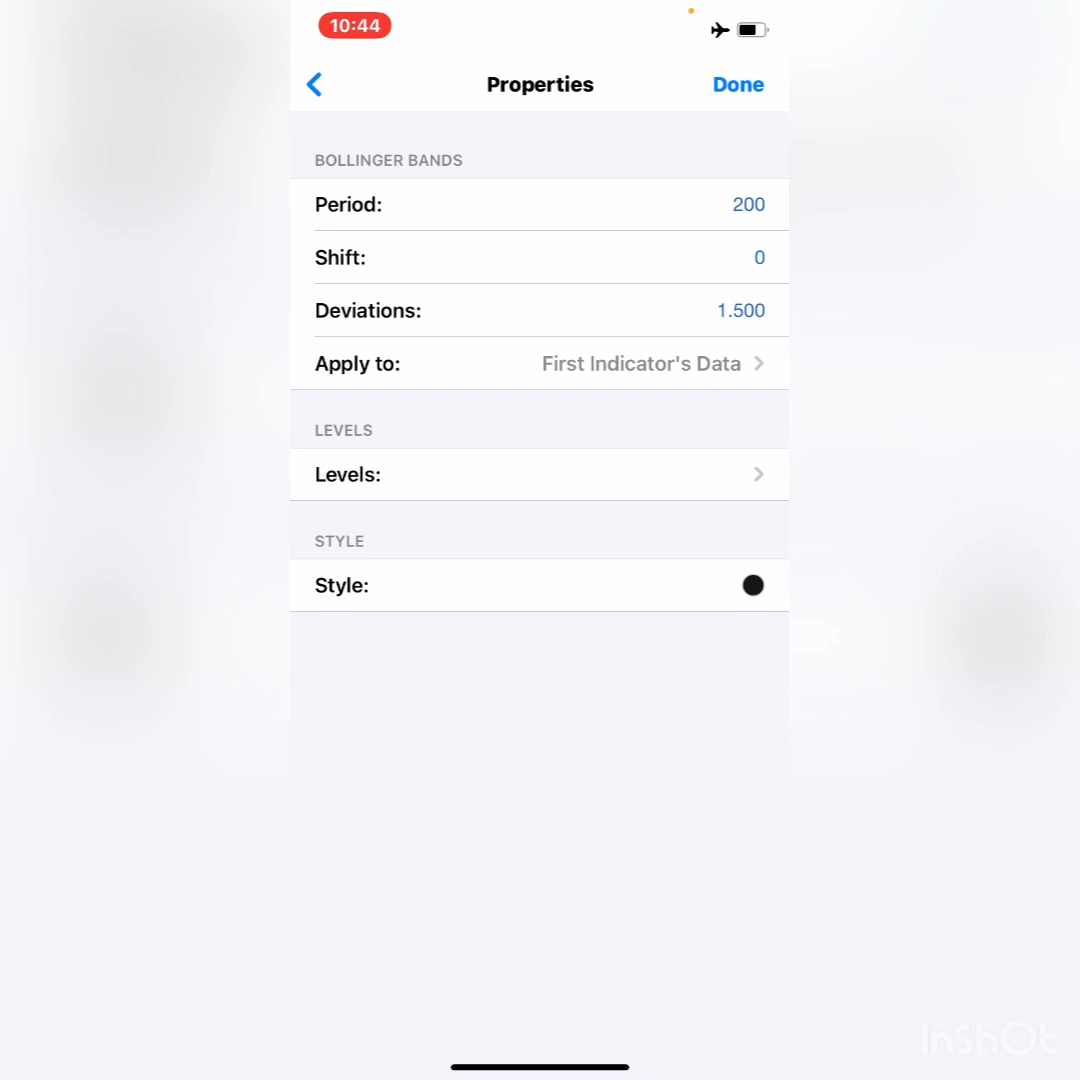 10:44
Properties
Done
BOLLINGER BANDS
Period:
200
Shift:
0
Deviations:
1.500
Apply to:
First Indicator's Data
LEVELS
Levels:
STYLE
Style:
InShOt